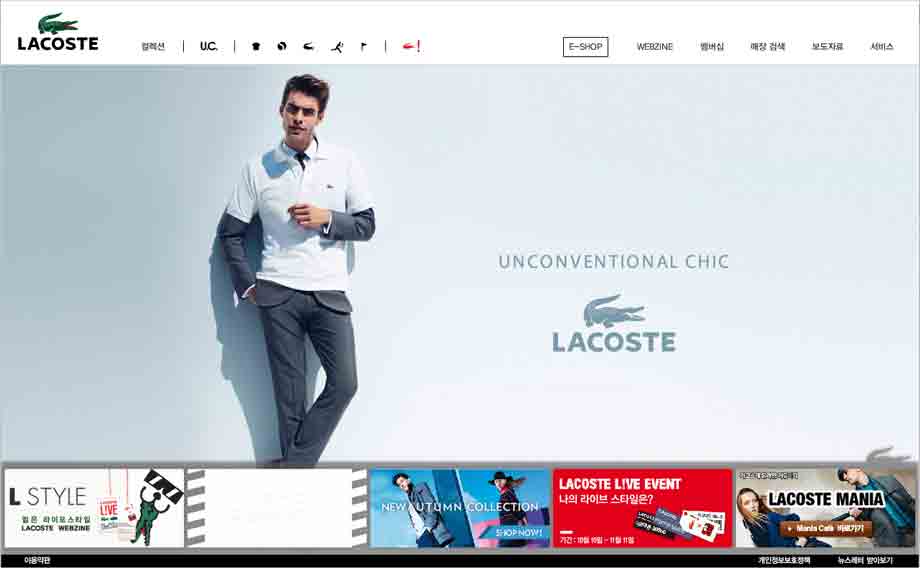 LACOSTE
컬렉션
U.C.
E-SHOP
WEBZINE
멤버십
매장 검색
보도자료
서비스
UNCONVENTIONAL CHIC
LACOSTE
L STYLE
LIVE
젊은 라이프스타일
LACOSTE WEBZINE
NEW AUTUMN COLLECTION
SHOP NOW!
LACOSTE L!VE EVENT
나의 라이브 스타일은?
기간 : 10월 10일 - 11월 11일
LACOSTE MANIA
Mania Cafe 바로가기
이용약관
개인정보보호정책
뉴스레터 받아보기